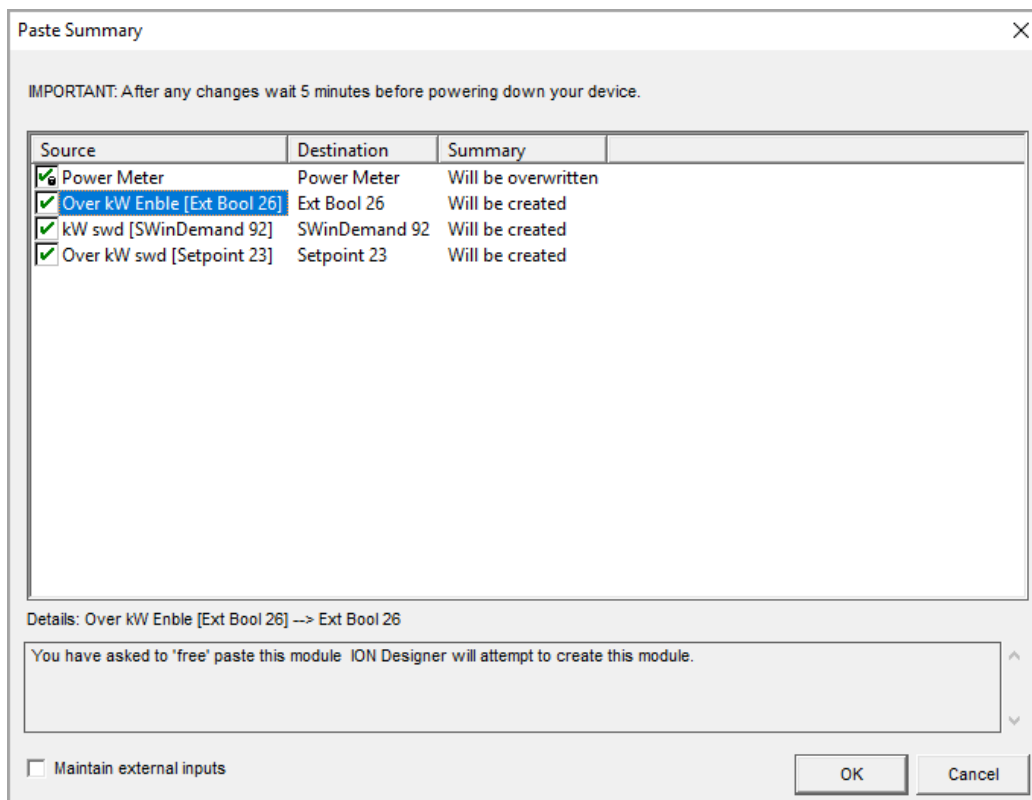 Paste Summary
IMPORTANT: After any changes wait 5 minutes before powering down your device.
Source Destination Summary
Power Meter Power Meter Will be overwritten
Over kW Enble [Ext Bool 26] Ext Bool 26 Will be created
kW swd [SWinDemand 92] SWinDemand 92 Will be created
Over kW swd [Setpoint 23] Setpoint 23 Will be created
Details: Over kW Enble [Ext Bool 26] --> Ext Bool 26
You have asked to 'free' paste this module  ION Designer will attempt to create this module.
Maintain external inputs
OK Cancel